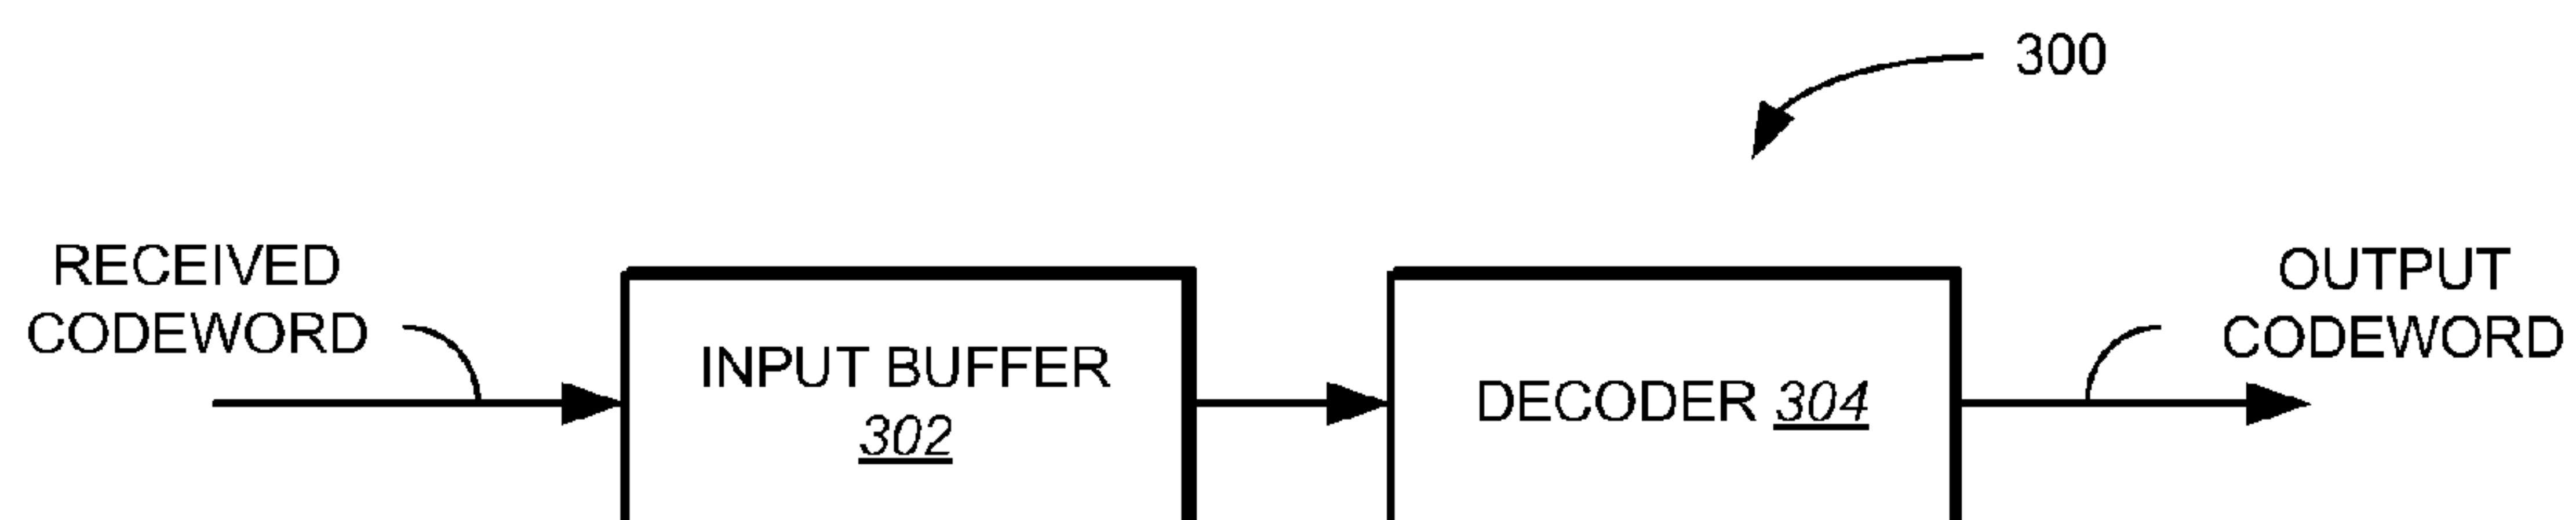 300
RECEIVED
CODEWORD
INPUT BUFFER
302
DECODER 304
OUTPUT
CODEWORD